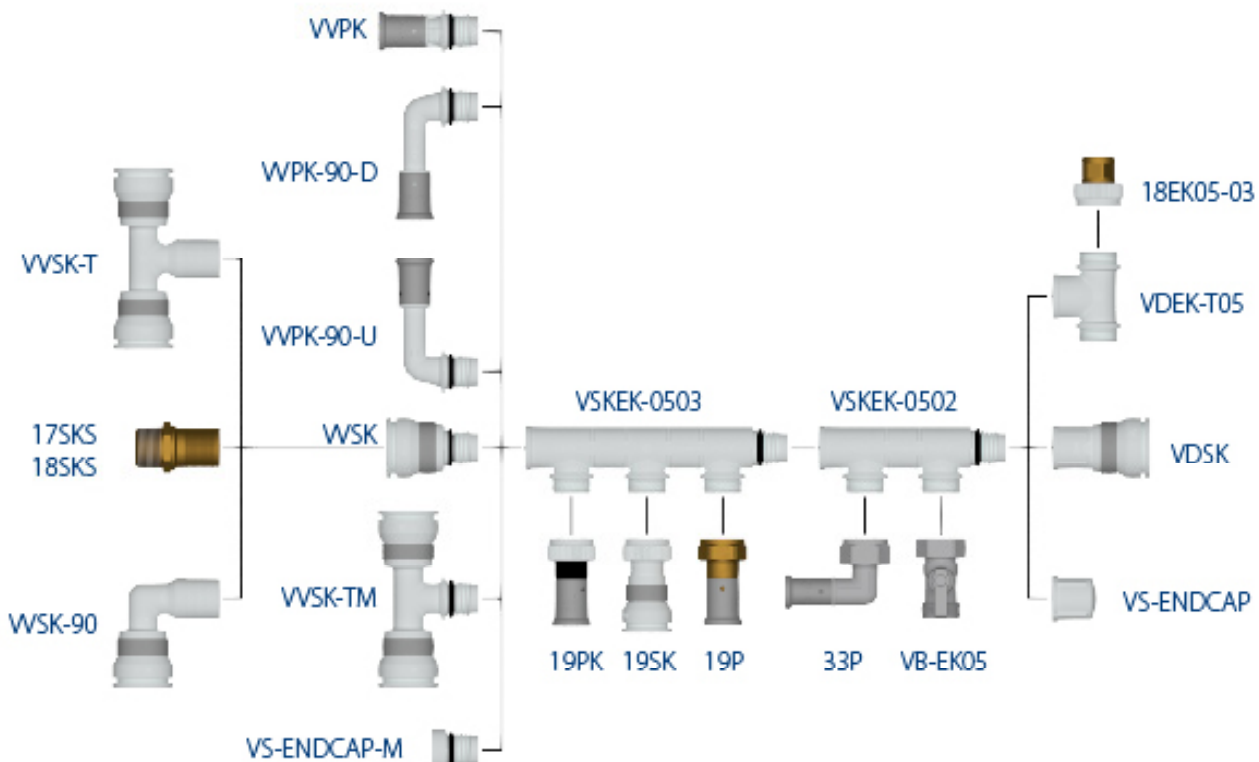 VVPK
VVPK-90-D
18EK05-03
VVSK-T
VDEK-T05
VVPK-90-U
VSKEK-0503
VSKEK-0502
17SKS
18SKS
VVSK
VDSK
VVSK-TM
VVSK-90
VS-ENDCAP
19PK
19SK
19P
33P
VB-EK05
VS-ENDCAP-M